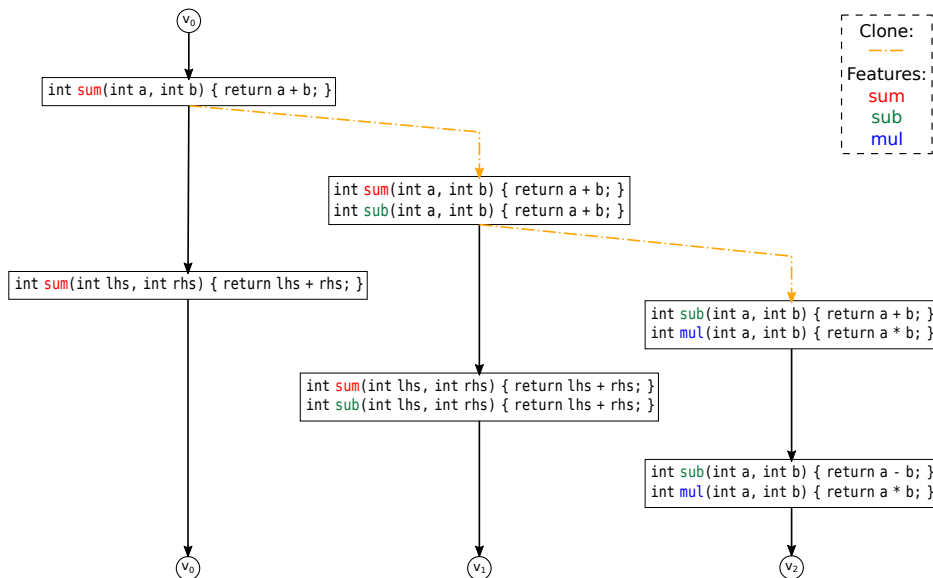 v0
Clone:
Features:
sum
sub
mul
int sum(int a, int b) { return a + b; }
int sum(int a, int b) { return a + b; }
int sub(int a, int b) { return a + b; }
int sum(int lhs, int rhs) { return lhs + rhs; }
int sub(int a, int b) { return a + b; }
int mul(int a, int b) { return a * b; }
int sum(int lhs, int rhs) { return lhs + rhs; }
int sub(int lhs, int rhs) { return lhs + rhs; }
int sub(int a, int b) { return a - b; }
int mul(int a, int b) { return a * b; }
v0
v1
v2